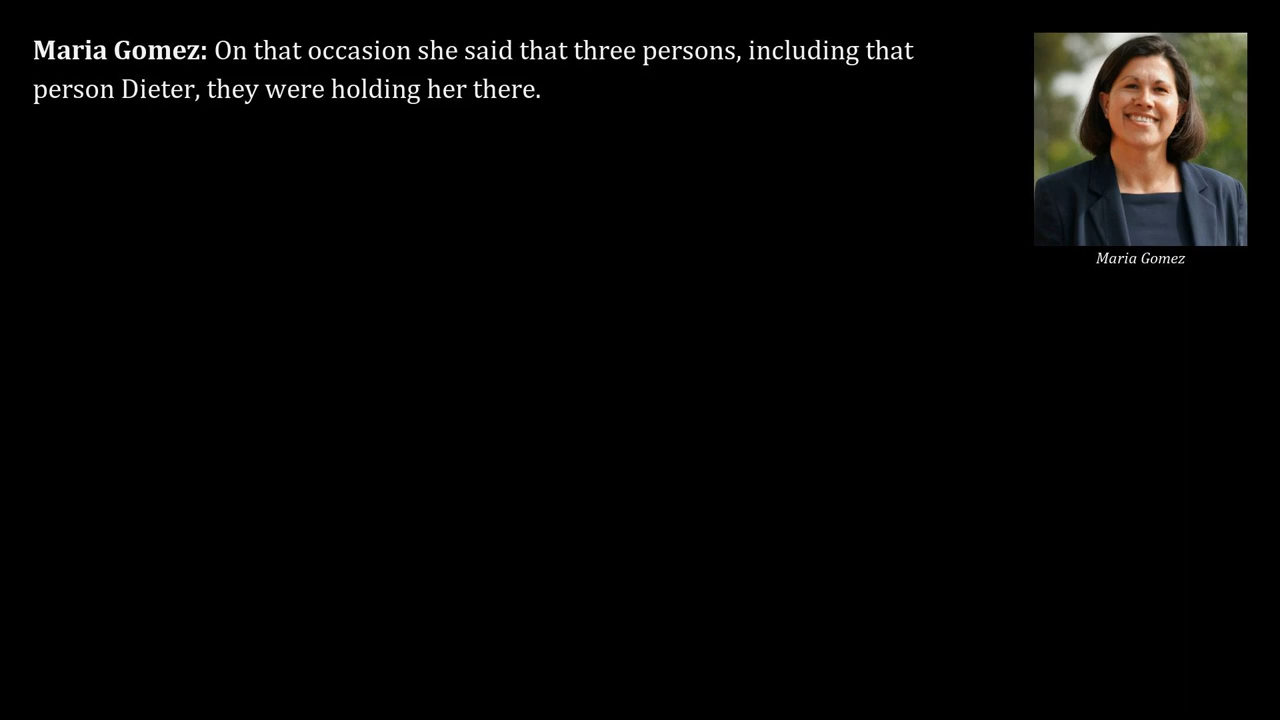 Maria Gomez: On that occasion she said that three persons, including that
person Dieter, they were holding her there.
Maria Gomez